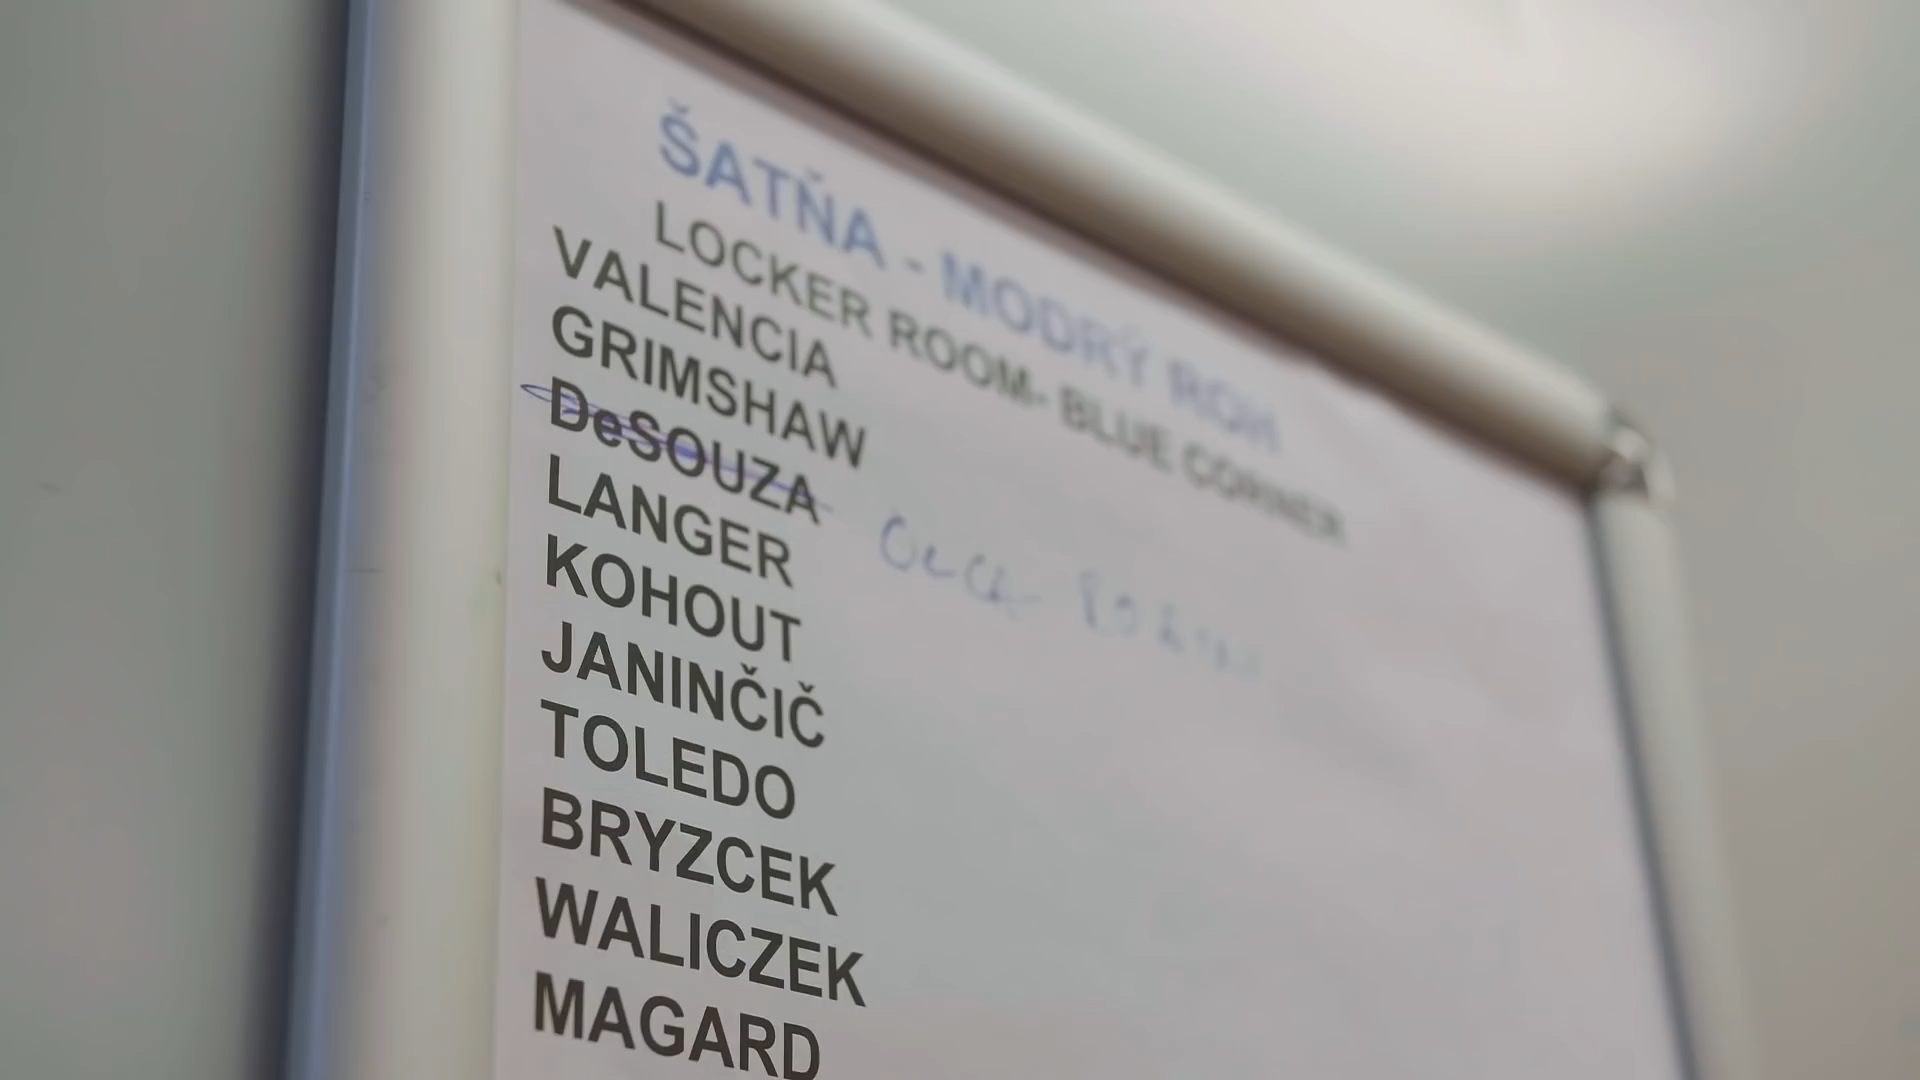 ŠATŇA - MODRÝ ROH
LOCKER ROOM- BLUE CORNER
VALENCIA
GRIMSHAW
DeSOUZA
LANGER
KOHOUT
JANINČIČ
TOLEDO
BRYZCEK
WALICZEK
MAGARD